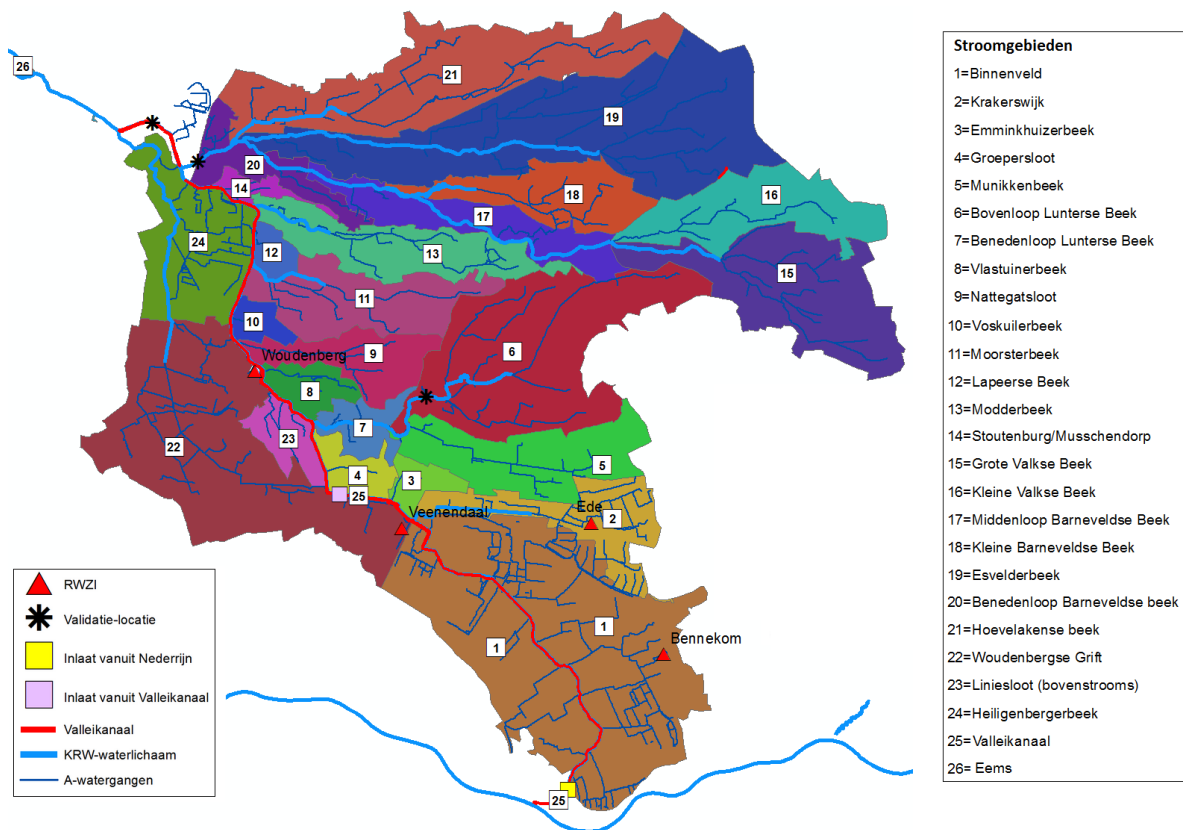 26
21
19
20
14
18
16
17
24
12
13
15
11
10
Woudenberg
9
6
8
7
23
22
4
5
25
3
Veenendaal
Ede
2
1
1
Bennekom
25
RWZI
Validatie-locatie
Inlaat vanuit Nederrijn
Inlaat vanuit Valleikanaal
Valleikanaal
KRW-waterlichaam
A-watergangen
Stroomgebieden
1=Binnenveld
2=Krakerswijk
3=Emminkhuizerbeek
4=Groepersloot
5=Munikkenbeek
6=Bovenloop Lunterse Beek
7=Benedenloop Lunterse Beek
8=Vlastuinerbeek
9=Nattegatsloot
10=Voskuilerbeek
11=Moorsterbeek
12=Lapeerse Beek
13=Modderbeek
14=Stoutenburg/Musschendorp
15=Grote Valkse Beek
16=Kleine Valkse Beek
17=Middenloop Barneveldse Beek
18=Kleine Barneveldse Beek
19=Esvelderbeek
20=Benedenloop Barneveldse beek
21=Hoevelakense beek
22=Woudenbergse Grift
23=Liniesloot (bovenstrooms)
24=Heiligenbergerbeek
25=Valleikanaal
26= Eems